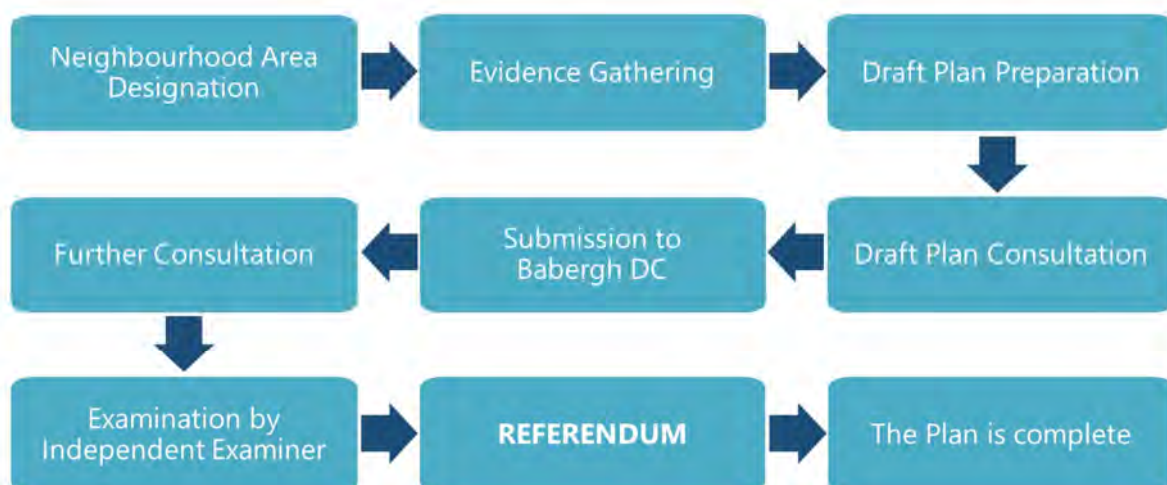 Neighbourhood Area
Designation
Evidence Gathering
Draft Plan Preparation
Draft Plan Consultation
Submission to
Babergh DC
Further Consultation
Examination by
Independent Examiner
REFERENDUM
The Plan is complete